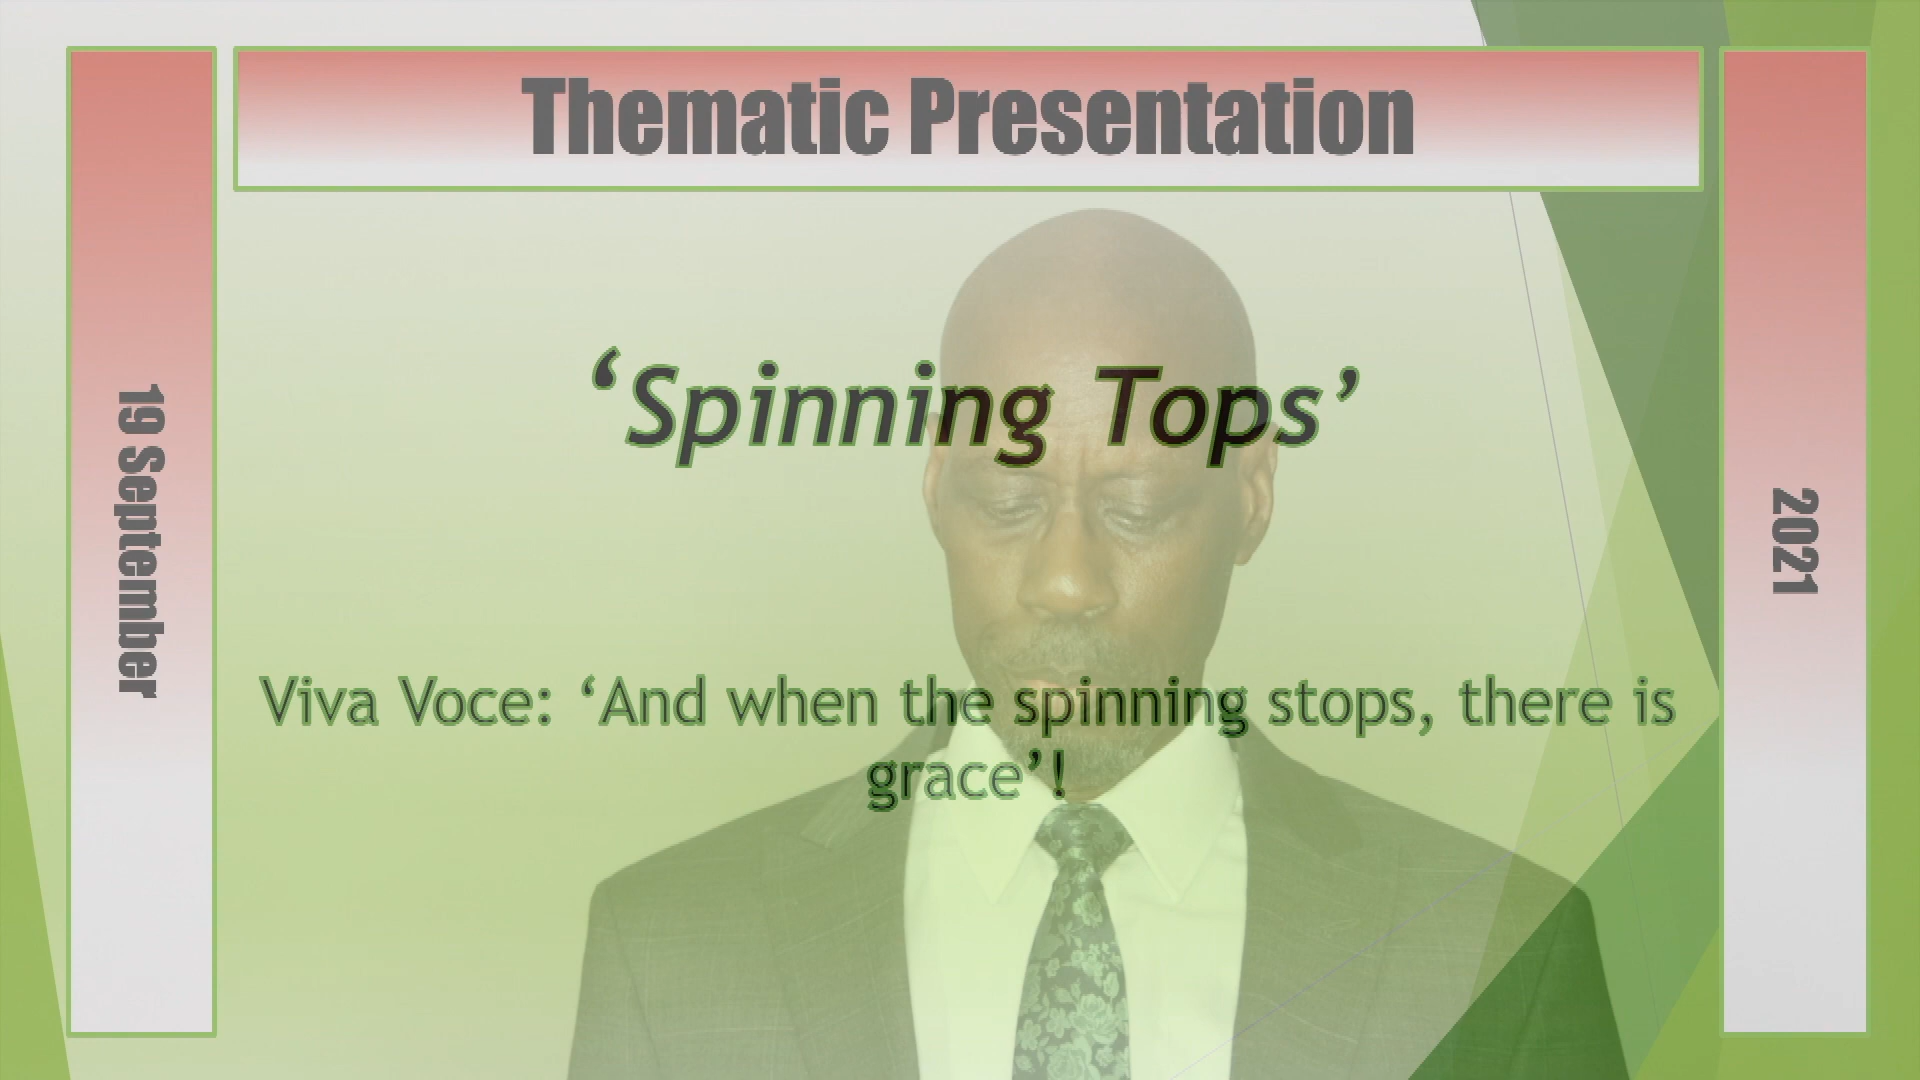 Thematic Presentation
19 September
2021
‘Spinning Tops’
Viva Voce: ‘And when the spinning stops, there is
grace’!